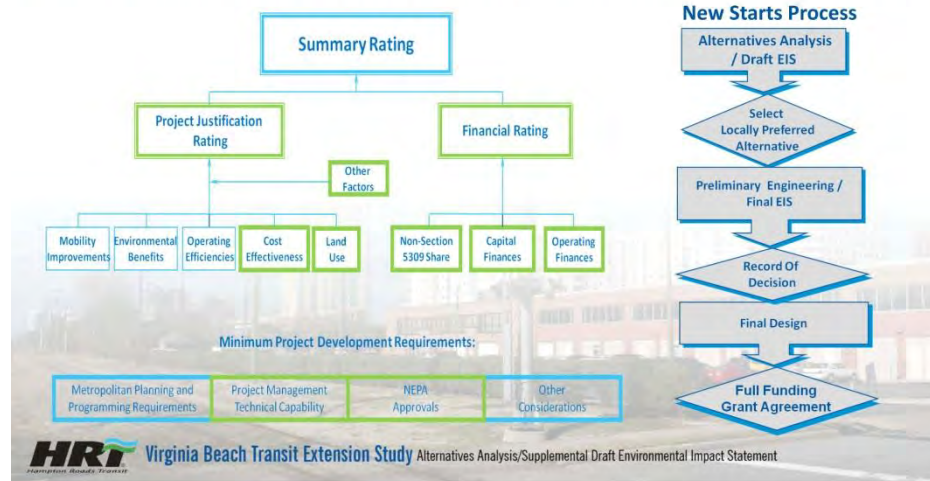 Summary Rating
Project Justification
Rating
Financial Rating
Other
Factors
Mobility
Improvements
Environmental
Benefits
Operating
Efficiencies
Cost
Effectiveness
Land
Use
Non-Section
5309 Share
Capital
Finances
Operating
Finances
Minimum Project Development Requirements:
Metropolitan Planning and
Programming Requirements
Project Management
Technical Capability
NEPA
Approvals
Other
Considerations
New Starts Process
Alternatives Analysis
/ Draft EIS
Select
Locally Preferred
Alternative
Preliminary Engineering /
Final EIS
Record Of
Decision
Final Design
Full Funding
Grant Agreement
HRT
Hampton Roads Transit
Virginia Beach Transit Extension Study Alternatives Analysis/Supplemental Draft Environmental Impact Statement